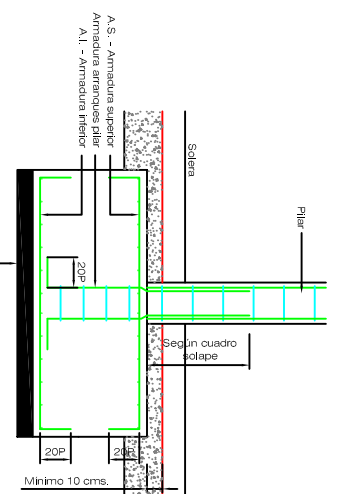 A.S. - Armadura superior
Armadura arranques pilar
A.I. - Armadura inferior
Solera
Pilar
20P
Según cuadro
solape
20P
20P
Mínimo 10 cms.